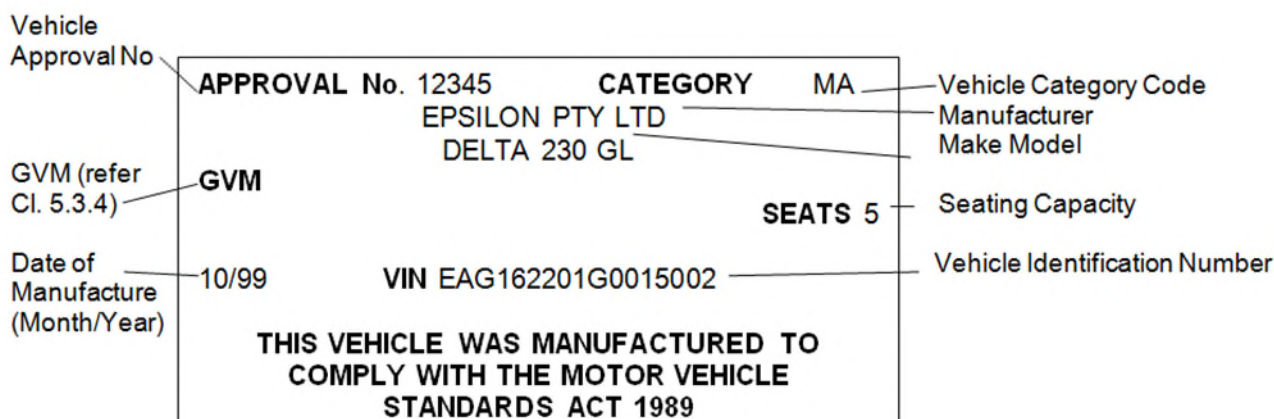 Vehicle
Approval No
APPROVAL No. 12345 CATEGORY MA
Vehicle Category Code
EPSILON PTY LTD
Manufacturer
DELTA 230 GL
Make Model
GVM (refer
Cl. 5.3.4)
GVM
SEATS 5
Seating Capacity
Date of
Manufacture
(Month/Year)
10/99 VIN EAG162201G0015002
Vehicle Identification Number
THIS VEHICLE WAS MANUFACTURED TO
COMPLY WITH THE MOTOR VEHICLE
STANDARDS ACT 1989